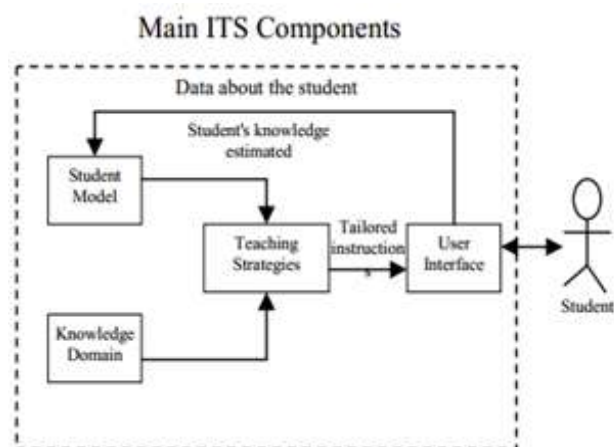 Main ITS Components
Data about the student
Student's knowledge
estimated
Student
Model
Teaching
Strategies
Tailored
instruction
s
User
Interface
Student
Knowledge
Domain